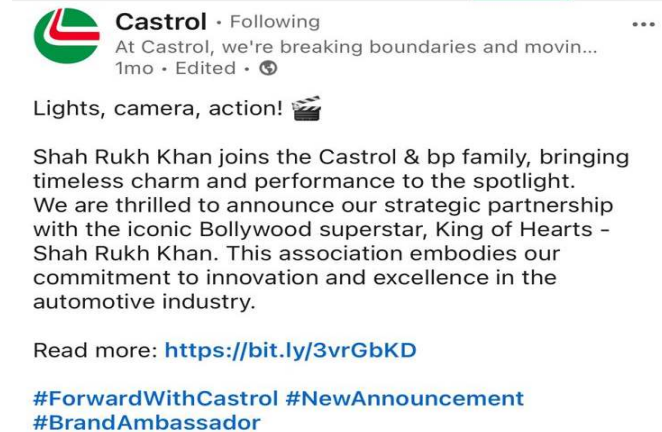 Castrol • Following
At Castrol, we're breaking boundaries and movin...
1mo • Edited •
Lights, camera, action! 🎬
Shah Rukh Khan joins the Castrol & bp family, bringing
timeless charm and performance to the spotlight.
We are thrilled to announce our strategic partnership
with the iconic Bollywood superstar, King of Hearts -
Shah Rukh Khan. This association embodies our
commitment to innovation and excellence in the
automotive industry.
Read more: https://bit.ly/3vrGbKD
#ForwardWithCastrol #NewAnnouncement
#BrandAmbassador